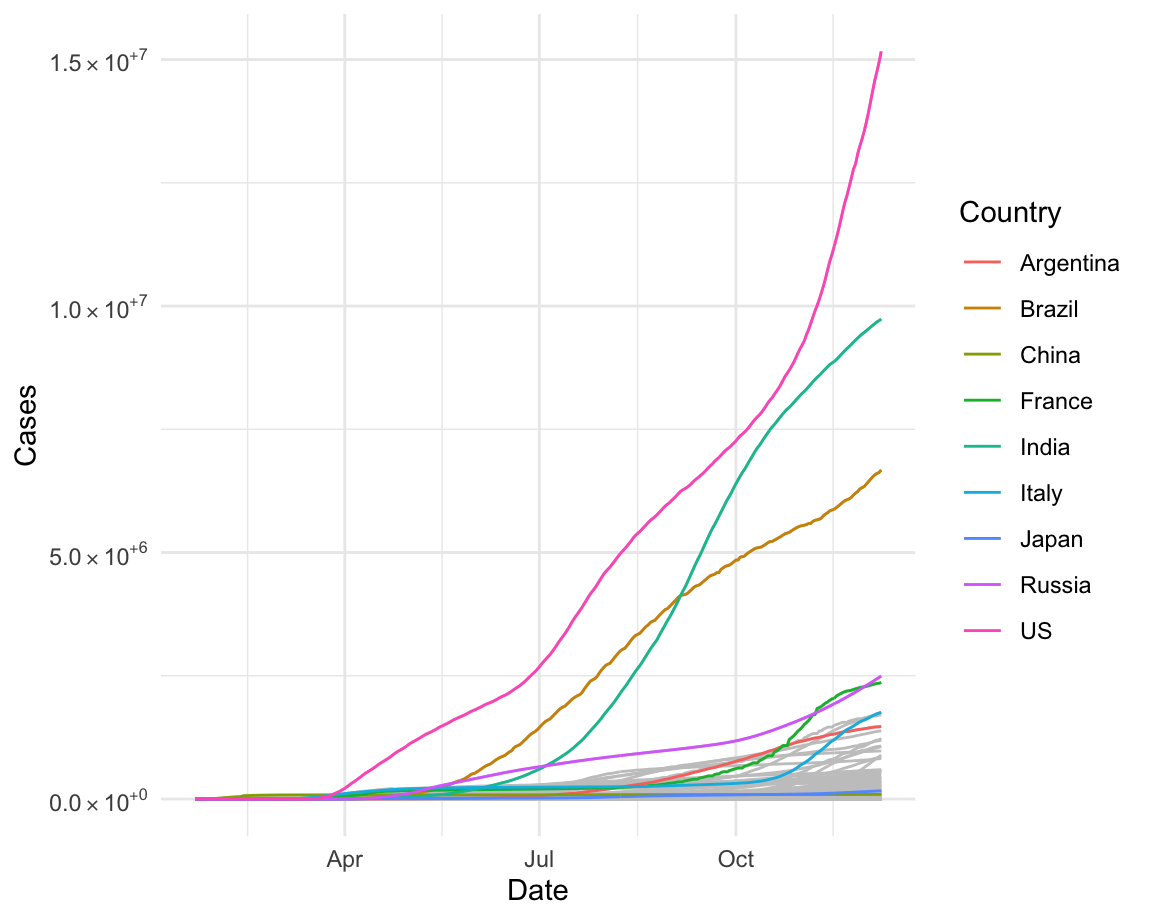 1.5 × 10⁺⁷
1.0 × 10⁺⁷
5.0 × 10⁺⁶
0.0 × 10⁺⁰
Cases
Apr
Jul
Oct
Date
Country
Argentina
Brazil
China
France
India
Italy
Japan
Russia
US